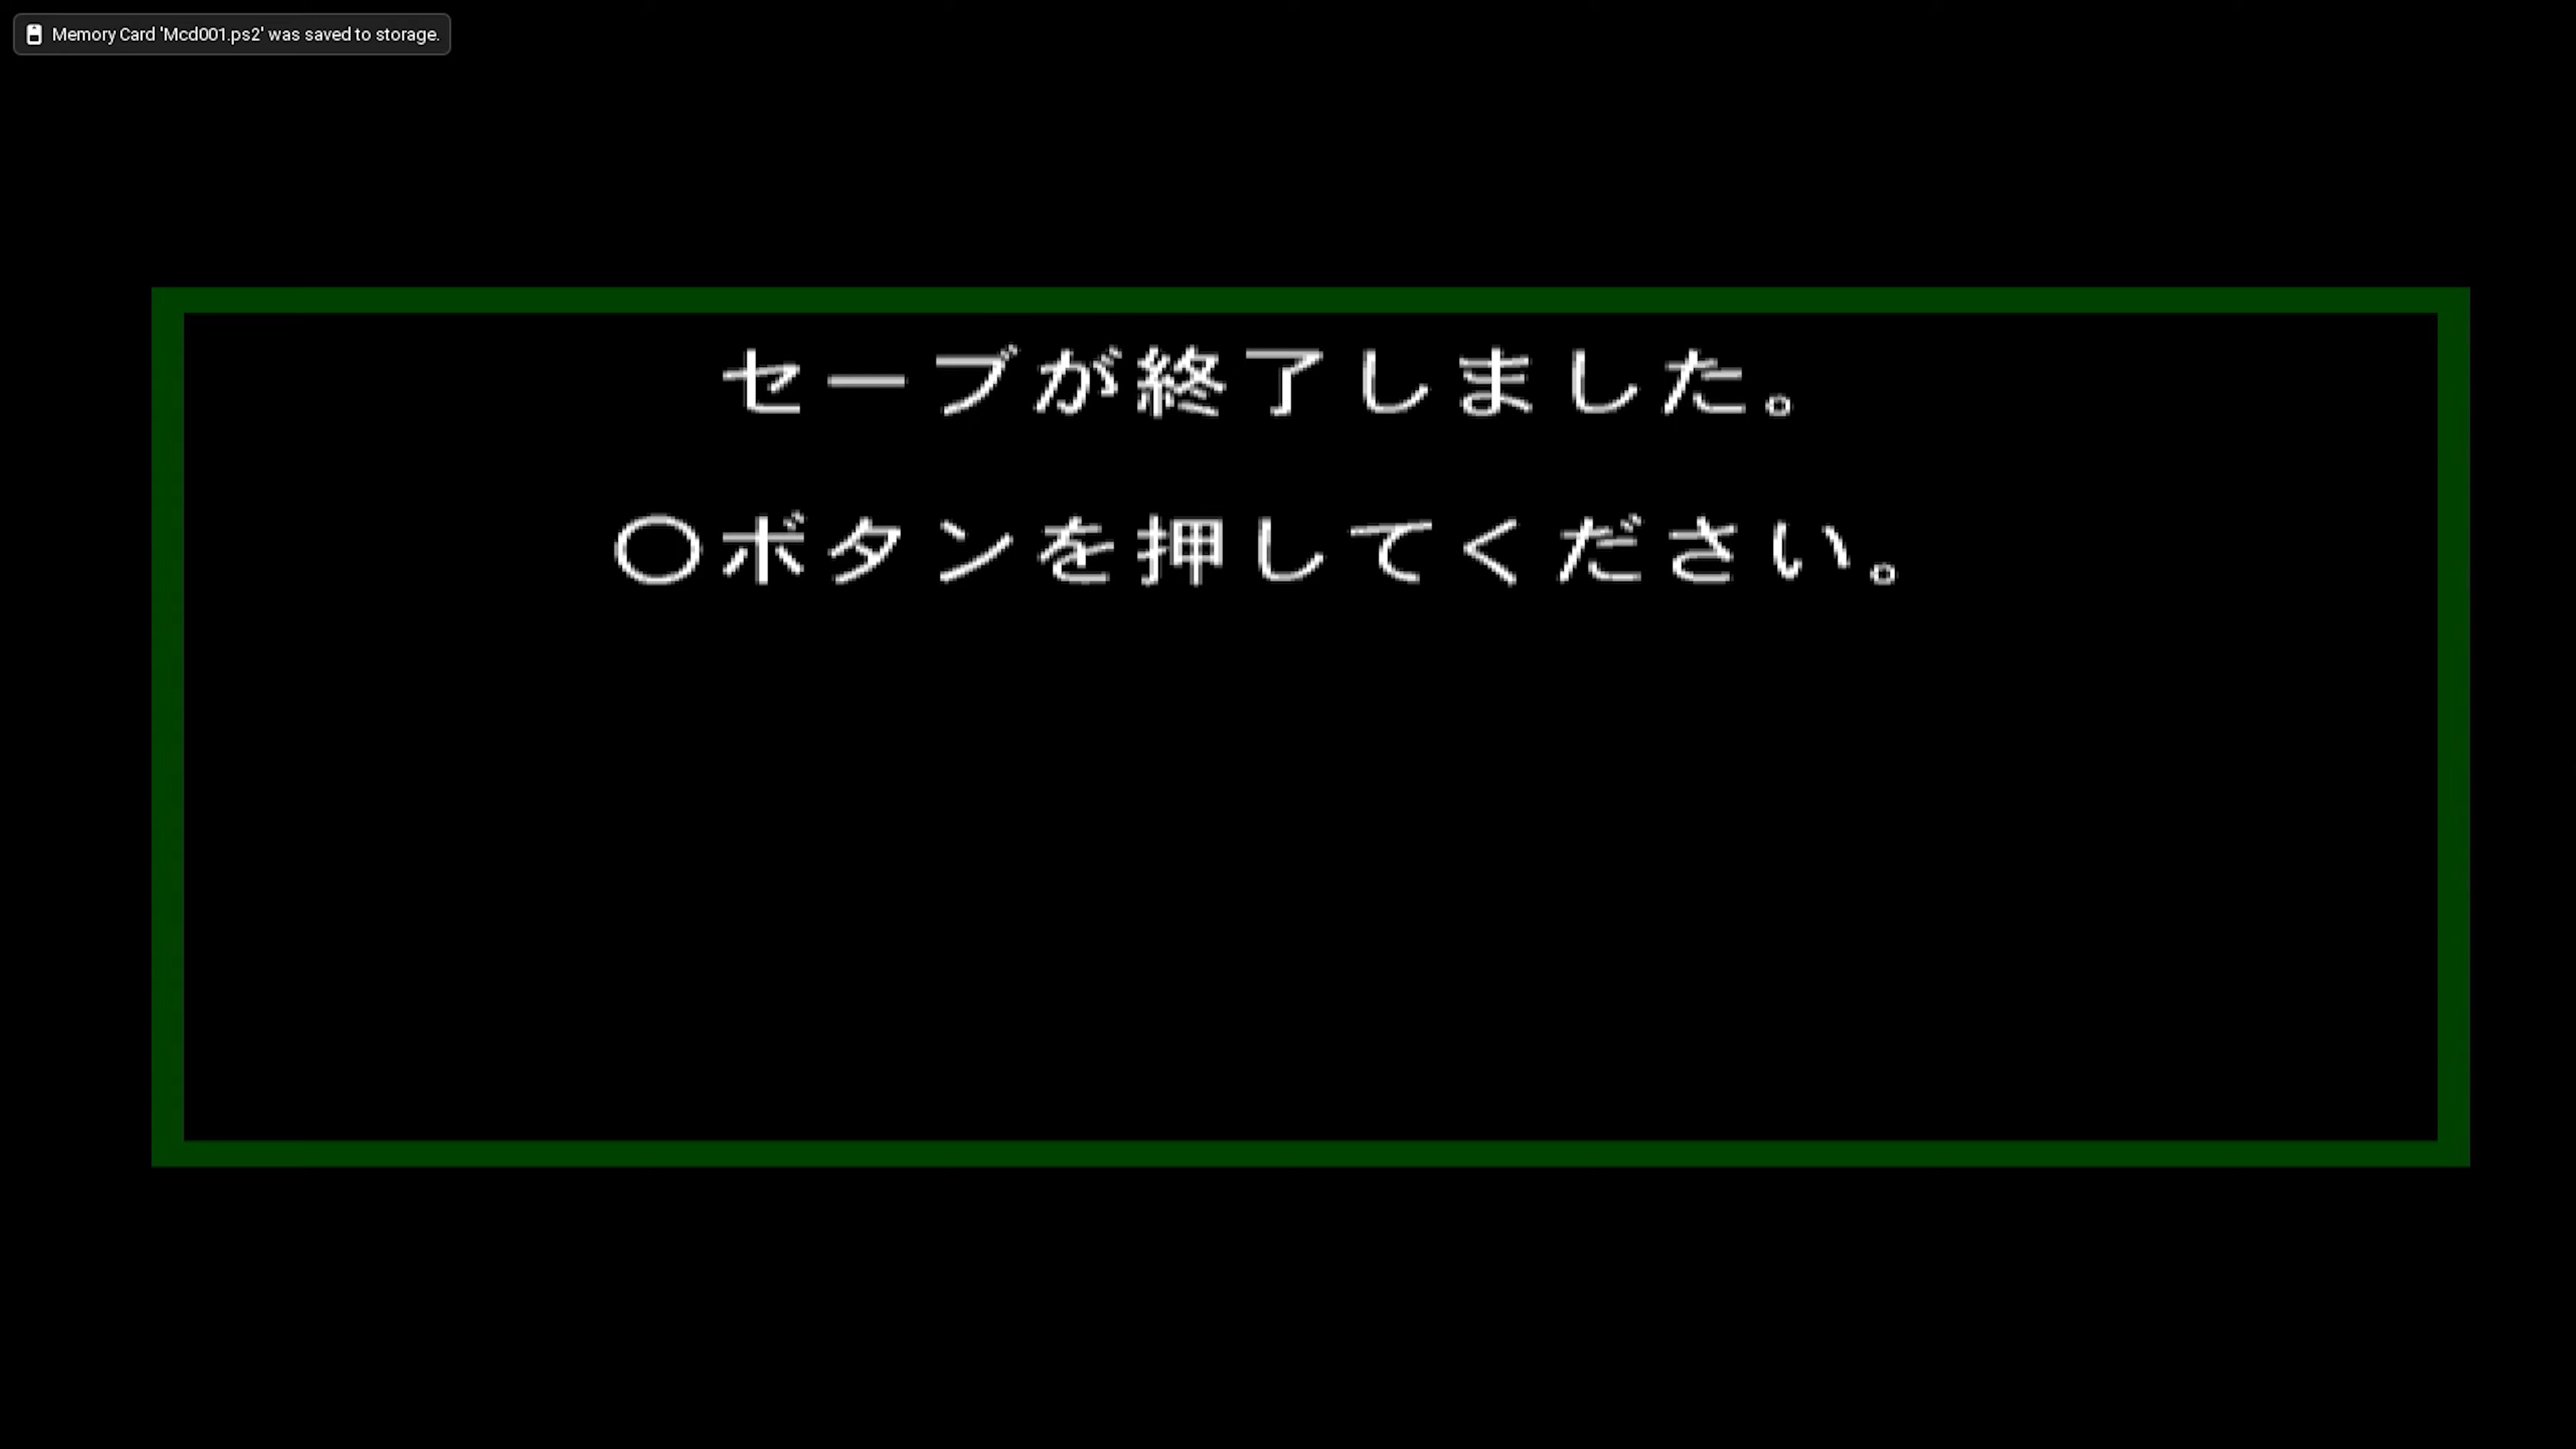 Memory Card 'Mcd001.ps2' was saved to storage.
セーブが終了しました。
○ボタンを押してください。